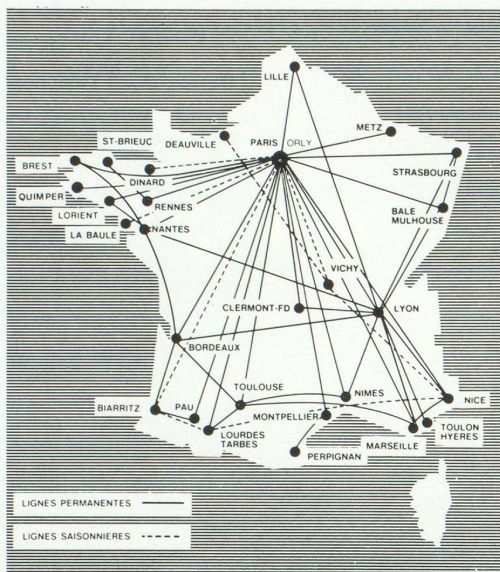 LILLE
METZ
ST-BRIEUC
DEAUVILLE
PARIS ORLY
BREST
DINARD
STRASBOURG
QUIMPER
LORIENT
RENNES
BALE
MULHOUSE
LA BAULE
NANTES
VICHY
CLERMONT-FD
LYON
BORDEAUX
TOULOUSE
NIMES
NICE
BIARRITZ
PAU
MONTPELLIER
LOURDES
TARBES
MARSEILLE
TOULON
HYERES
PERPIGNAN
LIGNES PERMANENTES
LIGNES SAISONNIERES